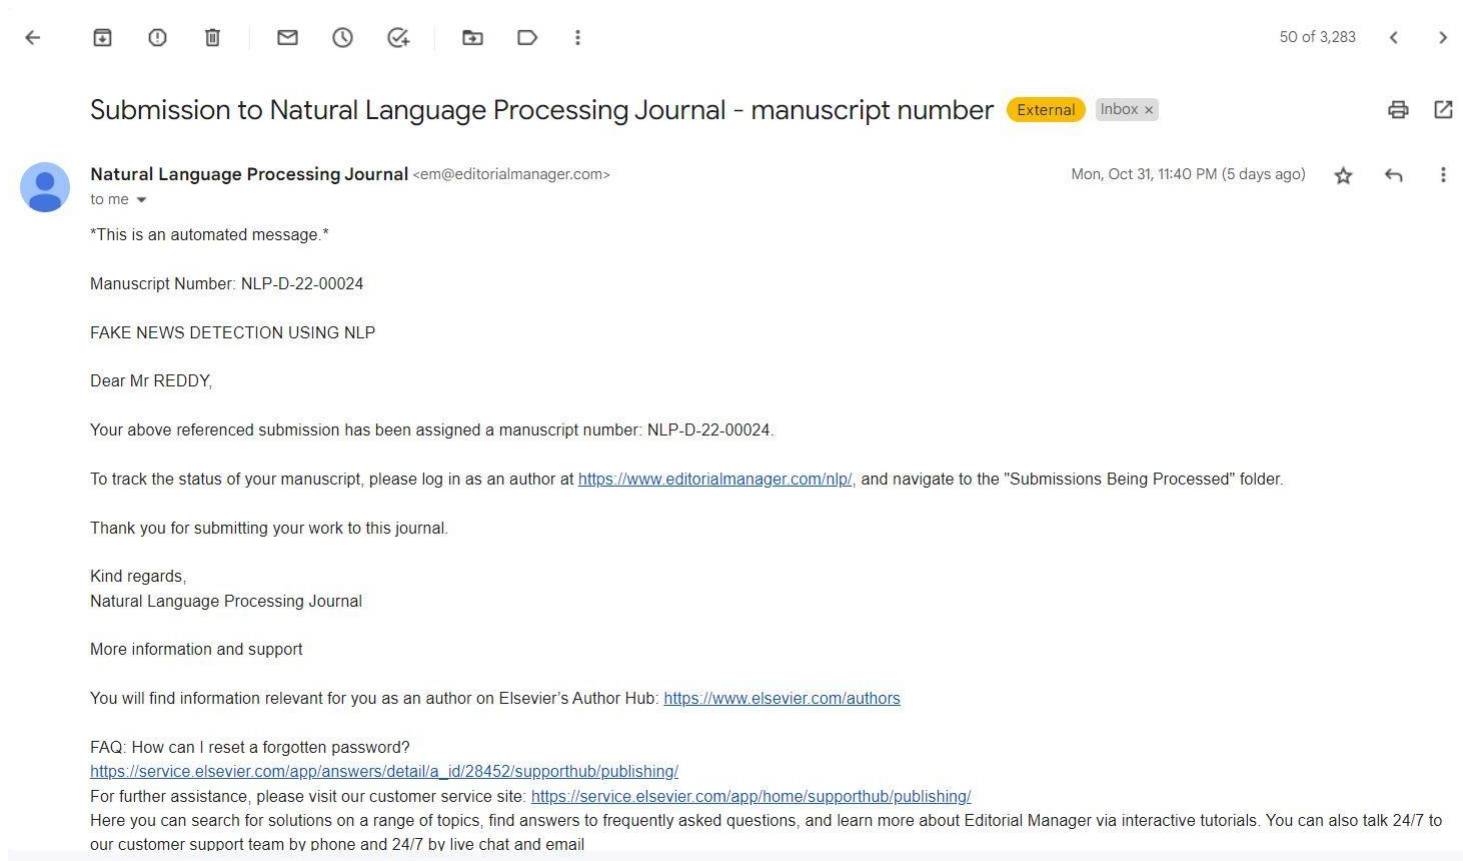 50 of 3,283
Submission to Natural Language Processing Journal - manuscript number External Inbox ×
Natural Language Processing Journal <em@editorialmanager.com> Mon, Oct 31, 11:40 PM (5 days ago)
to me
*This is an automated message.*
Manuscript Number: NLP-D-22-00024
FAKE NEWS DETECTION USING NLP
Dear Mr REDDY,
Your above referenced submission has been assigned a manuscript number: NLP-D-22-00024.
To track the status of your manuscript, please log in as an author at https://www.editorialmanager.com/nlp/, and navigate to the "Submissions Being Processed" folder.
Thank you for submitting your work to this journal.
Kind regards,
Natural Language Processing Journal
More information and support
You will find information relevant for you as an author on Elsevier’s Author Hub: https://www.elsevier.com/authors
FAQ: How can I reset a forgotten password?
https://service.elsevier.com/app/answers/detail/a_id/28452/supporthub/publishing/
For further assistance, please visit our customer service site: https://service.elsevier.com/app/home/supporthub/publishing/
Here you can search for solutions on a range of topics, find answers to frequently asked questions, and learn more about Editorial Manager via interactive tutorials. You can also talk 24/7 to
our customer support team by phone and 24/7 by live chat and email